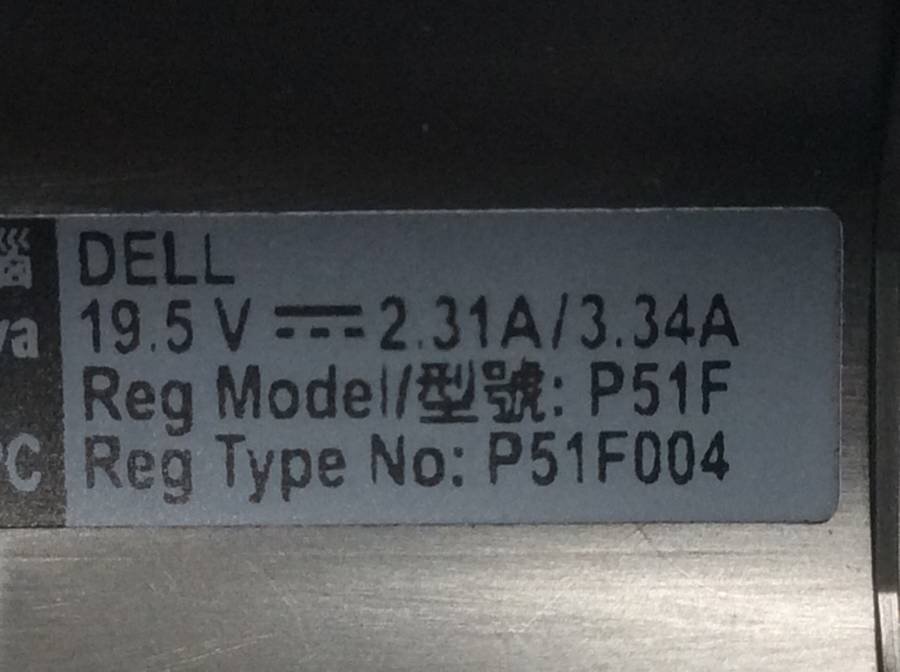 DELL
19.5 V ⎓ 2.31A/3.34A
Reg Model/型號: P51F
Reg Type No: P51F004